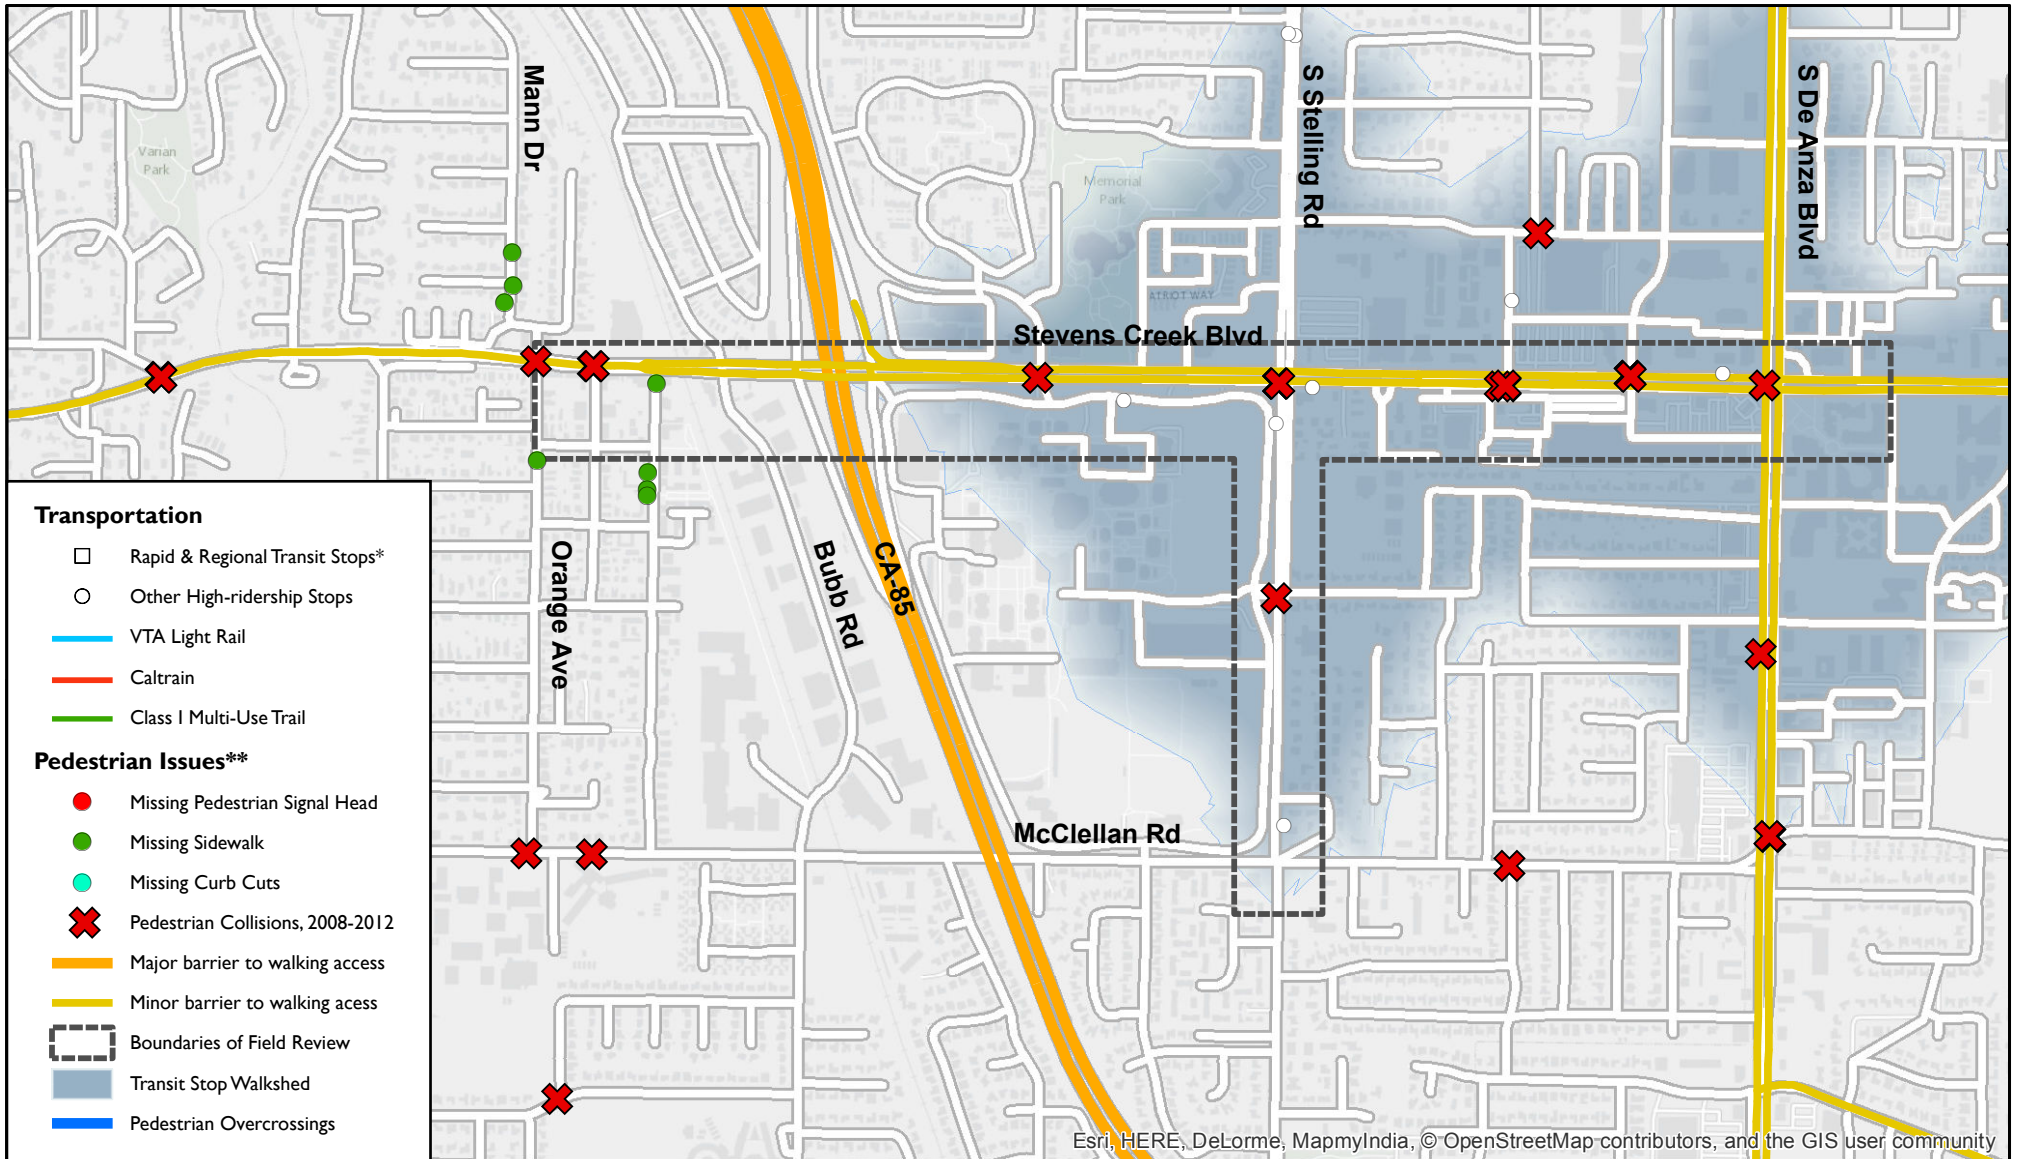 Mann Dr
S Stelling Rd
S De Anza Blvd
Varian
Park
Memorial
Park
Stevens Creek Blvd
Orange Ave
Bubb Rd
CA-85
McClellan Rd
Transportation
Rapid & Regional Transit Stops*
Other High-ridership Stops
VTA Light Rail
Caltrain
Class I Multi-Use Trail
Pedestrian Issues**
Missing Pedestrian Signal Head
Missing Sidewalk
Missing Curb Cuts
Pedestrian Collisions, 2008-2012
Major barrier to walking access
Minor barrier to walking acess
Boundaries of Field Review
Transit Stop Walkshed
Pedestrian Overcrossings
Esri, HERE, DeLorme, MapmyIndia, © OpenStreetMap contributors, and the GIS user community